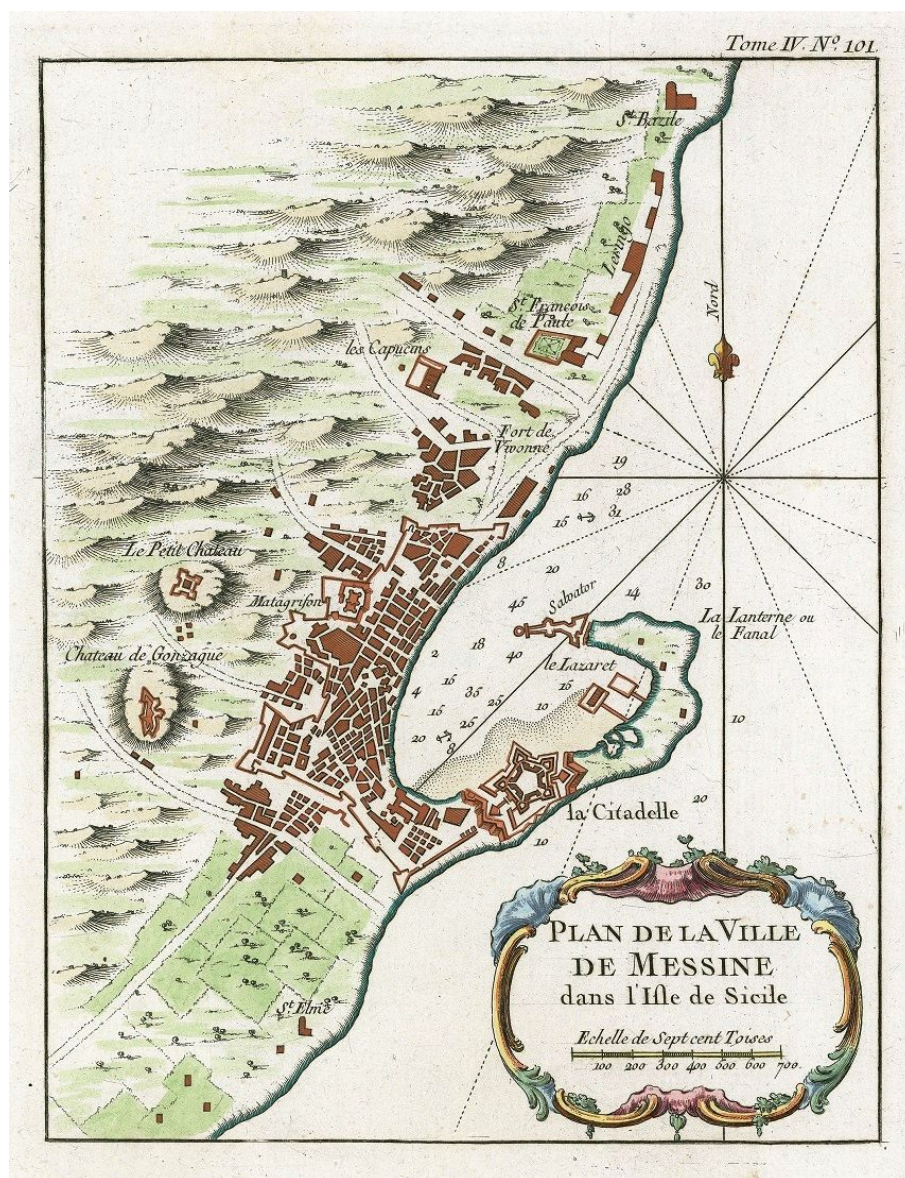 Tome IV. Nº. 101.
St. Bazile
Loringo
Nord
St. François
de Paule
les Capucins
Fort de
Vivonne
19
16
28
15
31
8
20
Le Petit Chateau
Matagrifon
45
Salvator
14
30
La Lanterne ou
le Fanal
Chateau de Gonzague
2
18
40
le Lazaret
4
15
35
15
15
25
10
20
25
8
10
la Citadelle
20
10
PLAN DE LA VILLE
DE MESSINE
dans l'Isle de Sicile
Echelle de Sept cent Toises
100 200 300 400 500 600 700.
St. Elme